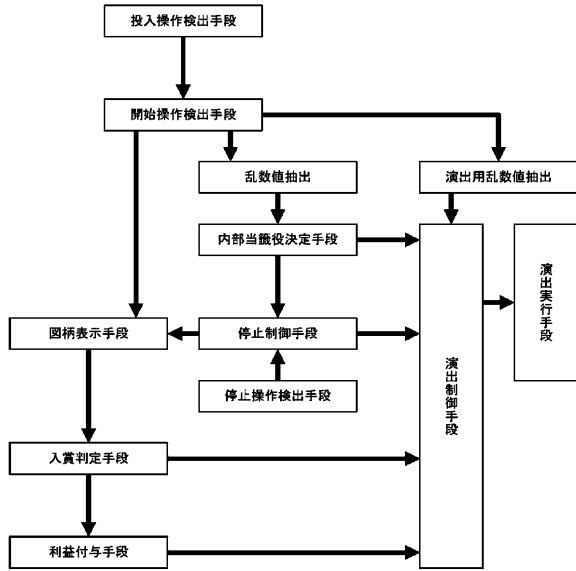 投入操作検出手段
開始操作検出手段
乱数値抽出
演出用乱数値抽出
内部当籤役決定手段
演出実行手段
図柄表示手段
停止制御手段
演出制御手段
停止操作検出手段
入賞判定手段
利益付与手段